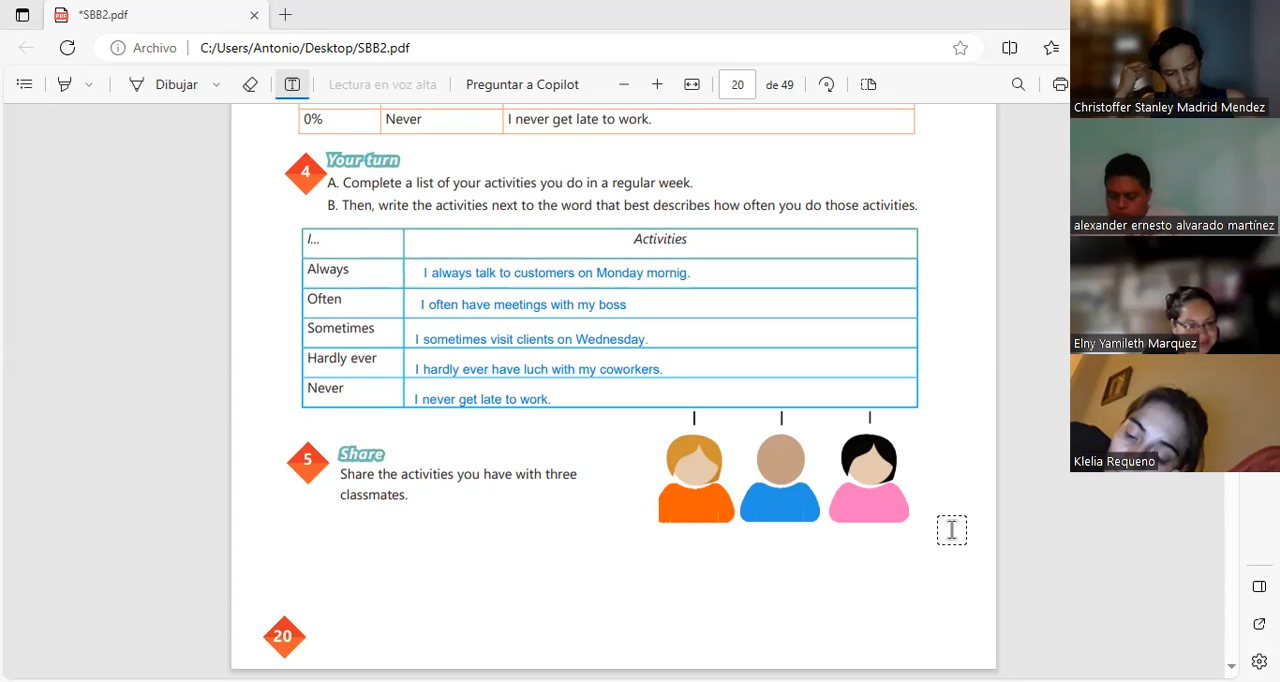 *SBB2.pdf
Archivo
C:/Users/Antonio/Desktop/SBB2.pdf
Dibujar
Lectura en voz alta
Preguntar a Copilot
20
de 49
0% Never I never get late to work.
4 Your turn
A. Complete a list of your activities you do in a regular week.
B. Then, write the activities next to the word that best describes how often you do those activities.
I... Activities
Always I always talk to customers on Monday mornig.
Often I often have meetings with my boss
Sometimes I sometimes visit clients on Wednesday.
Hardly ever I hardly ever have luch with my coworkers.
Never I never get late to work.
5 Share
Share the activities you have with three
classmates.
20
Christoffer Stanley Madrid Mendez
alexander ernesto alvarado martínez
Elny Yamileth Marquez
Klelia Requeno